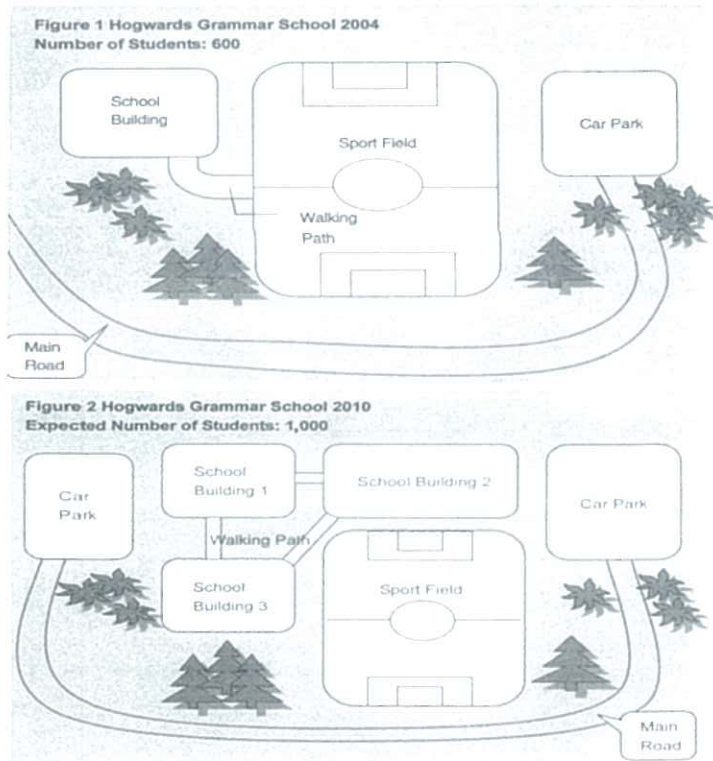 Figure 1 Hogwards Grammar School 2004
Number of Students: 600
School
Building
Sport Field
Car Park
Walking
Path
Main
Road
Figure 2 Hogwards Grammar School 2010
Expected Number of Students: 1,000
Car
Park
School
Building 1
School Building 2
Car Park
Walking Path
School
Building 3
Sport Field
Main
Road